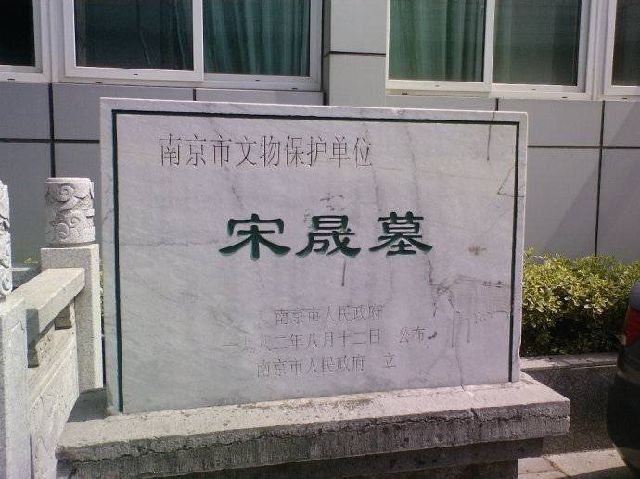 南京市文物保护单位
宋晟墓
南京市人民政府
一九八二年八月十二日 公布
南京市人民政府 立